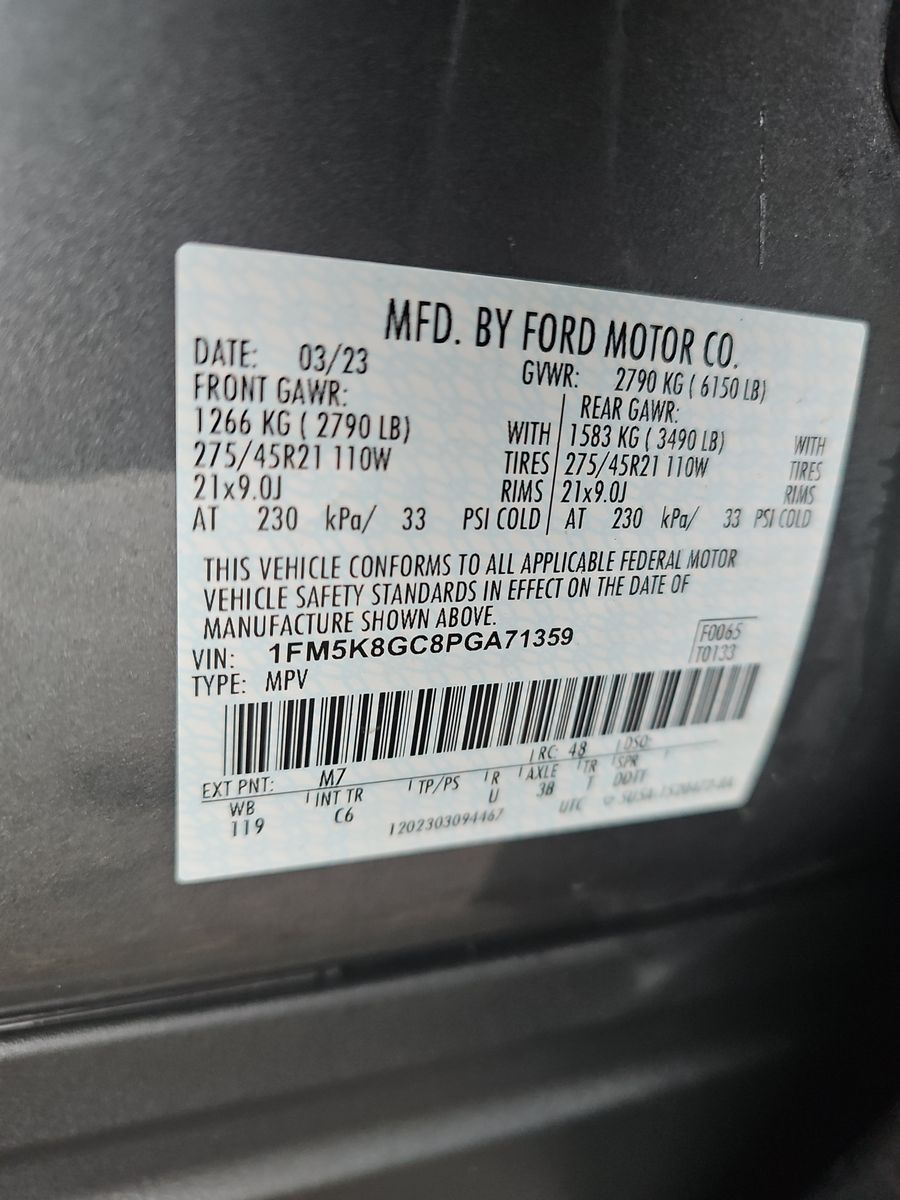 MFD. BY FORD MOTOR CO.
DATE: 03/23 GVWR: 2790 KG ( 6150 LB)
FRONT GAWR: REAR GAWR:
1266 KG ( 2790 LB) WITH 1583 KG ( 3490 LB) WITH
275/45R21 110W TIRES 275/45R21 110W TIRES
21x9.0J RIMS 21x9.0J RIMS
AT 230 kPa/ 33 PSI COLD AT 230 kPa/ 33 PSI COLD
THIS VEHICLE CONFORMS TO ALL APPLICABLE FEDERAL MOTOR
VEHICLE SAFETY STANDARDS IN EFFECT ON THE DATE OF
MANUFACTURE SHOWN ABOVE.
VIN: 1FM5K8GC8PGA71359 F0065
TYPE: MPV T0133
EXT PNT: M7 RC: 48 DSO:
WB INT TR TP/PS R AXLE TR SPR
119 C6 U 38 T
1202303094467 UTC